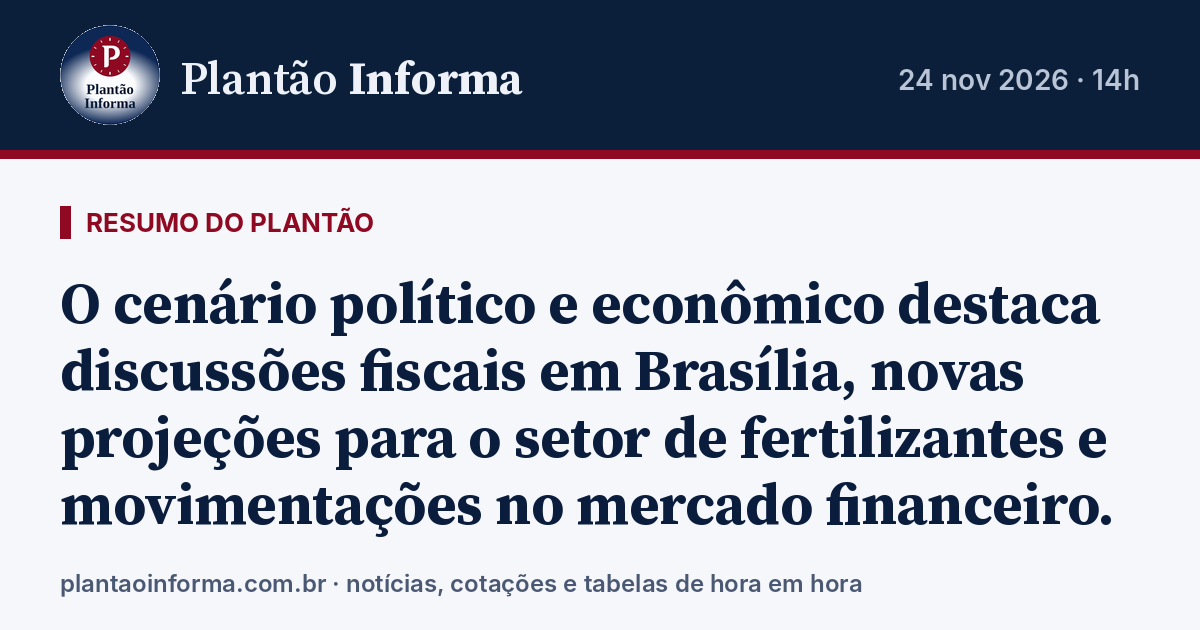 P
Plantão
Informa
Plantão Informa
24 nov 2026 · 14h
RESUMO DO PLANTÃO
O cenário político e econômico destaca
discussões fiscais em Brasília, novas
projeções para o setor de fertilizantes e
movimentações no mercado financeiro.
plantaoinforma.com.br · notícias, cotações e tabelas de hora em hora